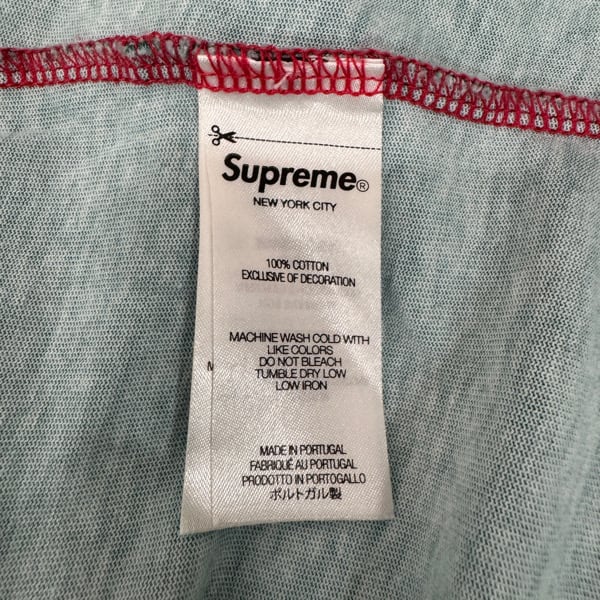 Supreme®
NEW YORK CITY
100% COTTON
EXCLUSIVE OF DECORATION
MACHINE WASH COLD WITH
LIKE COLORS
DO NOT BLEACH
TUMBLE DRY LOW
LOW IRON
MADE IN PORTUGAL
FABRIQUÉ AU PORTUGAL
PRODOTTO IN PORTOGALLO
ポルトガル製